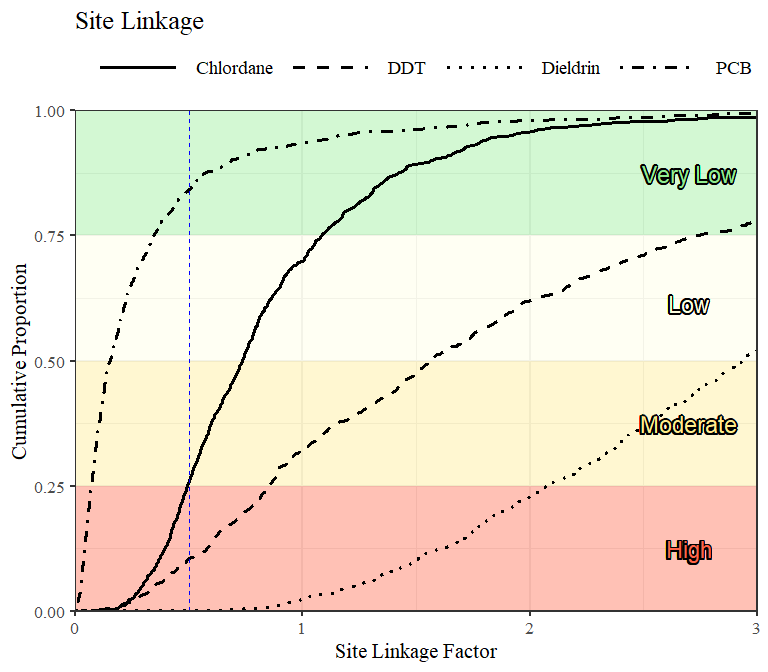 Site Linkage
Chlordane DDT Dieldrin PCB
1.00
Very Low
0.75
Low
0.50
Moderate
0.25
High
0.00
0 1 2 3
Cumulative Proportion
Site Linkage Factor